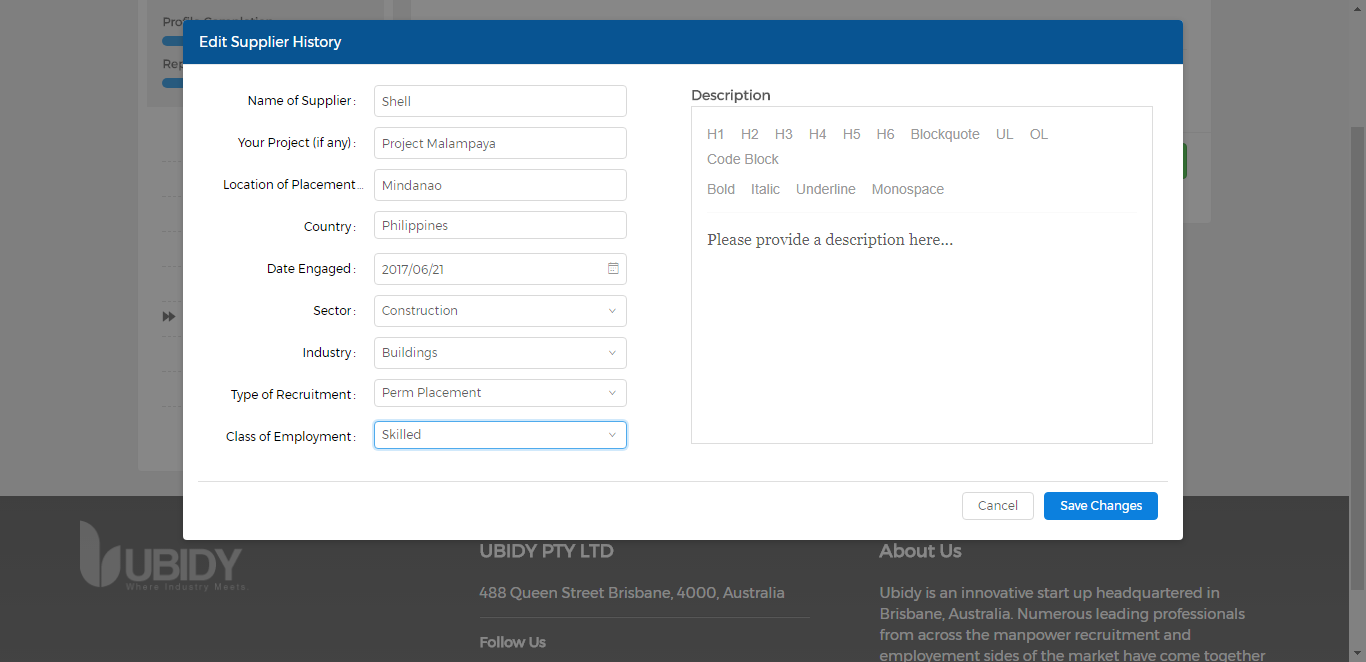 Profile Completion
Rep
Edit Supplier History
Name of Supplier: Shell
Your Project (if any): Project Malampaya
Location of Placement... Mindanao
Country: Philippines
Date Engaged: 2017/06/21
Sector: Construction
Industry: Buildings
Type of Recruitment: Perm Placement
Class of Employment: Skilled
Description
H1 H2 H3 H4 H5 H6 Blockquote UL OL
Code Block
Bold Italic Underline Monospace
Please provide a description here...
Cancel Save Changes
UBIDY
Where Industry Meets
UBIDY PTY LTD
488 Queen Street Brisbane, 4000, Australia
Follow Us
About Us
Ubidy is an innovative start up headquartered in
Brisbane, Australia. Numerous leading professionals
from across the manpower recruitment and
employement sides of the market have come together